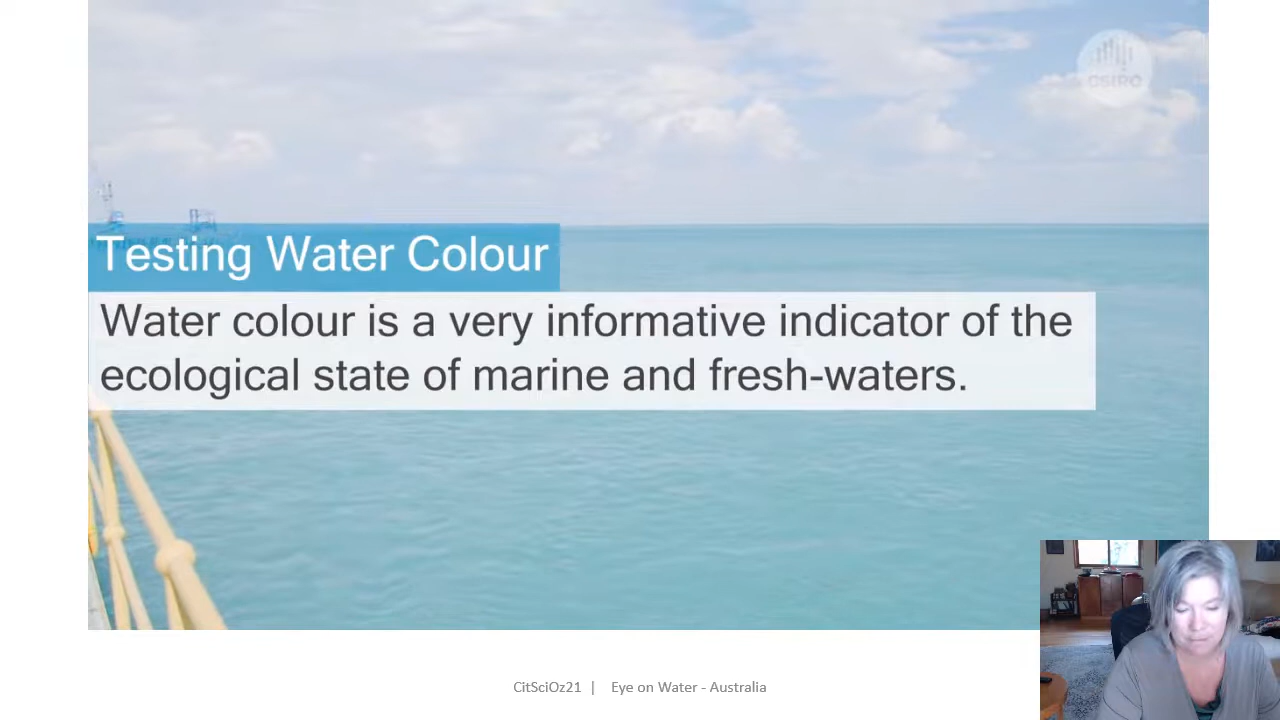 CSIRO
Testing Water Colour
Water colour is a very informative indicator of the
ecological state of marine and fresh-waters.
CitSciOz21 | Eye on Water - Australia